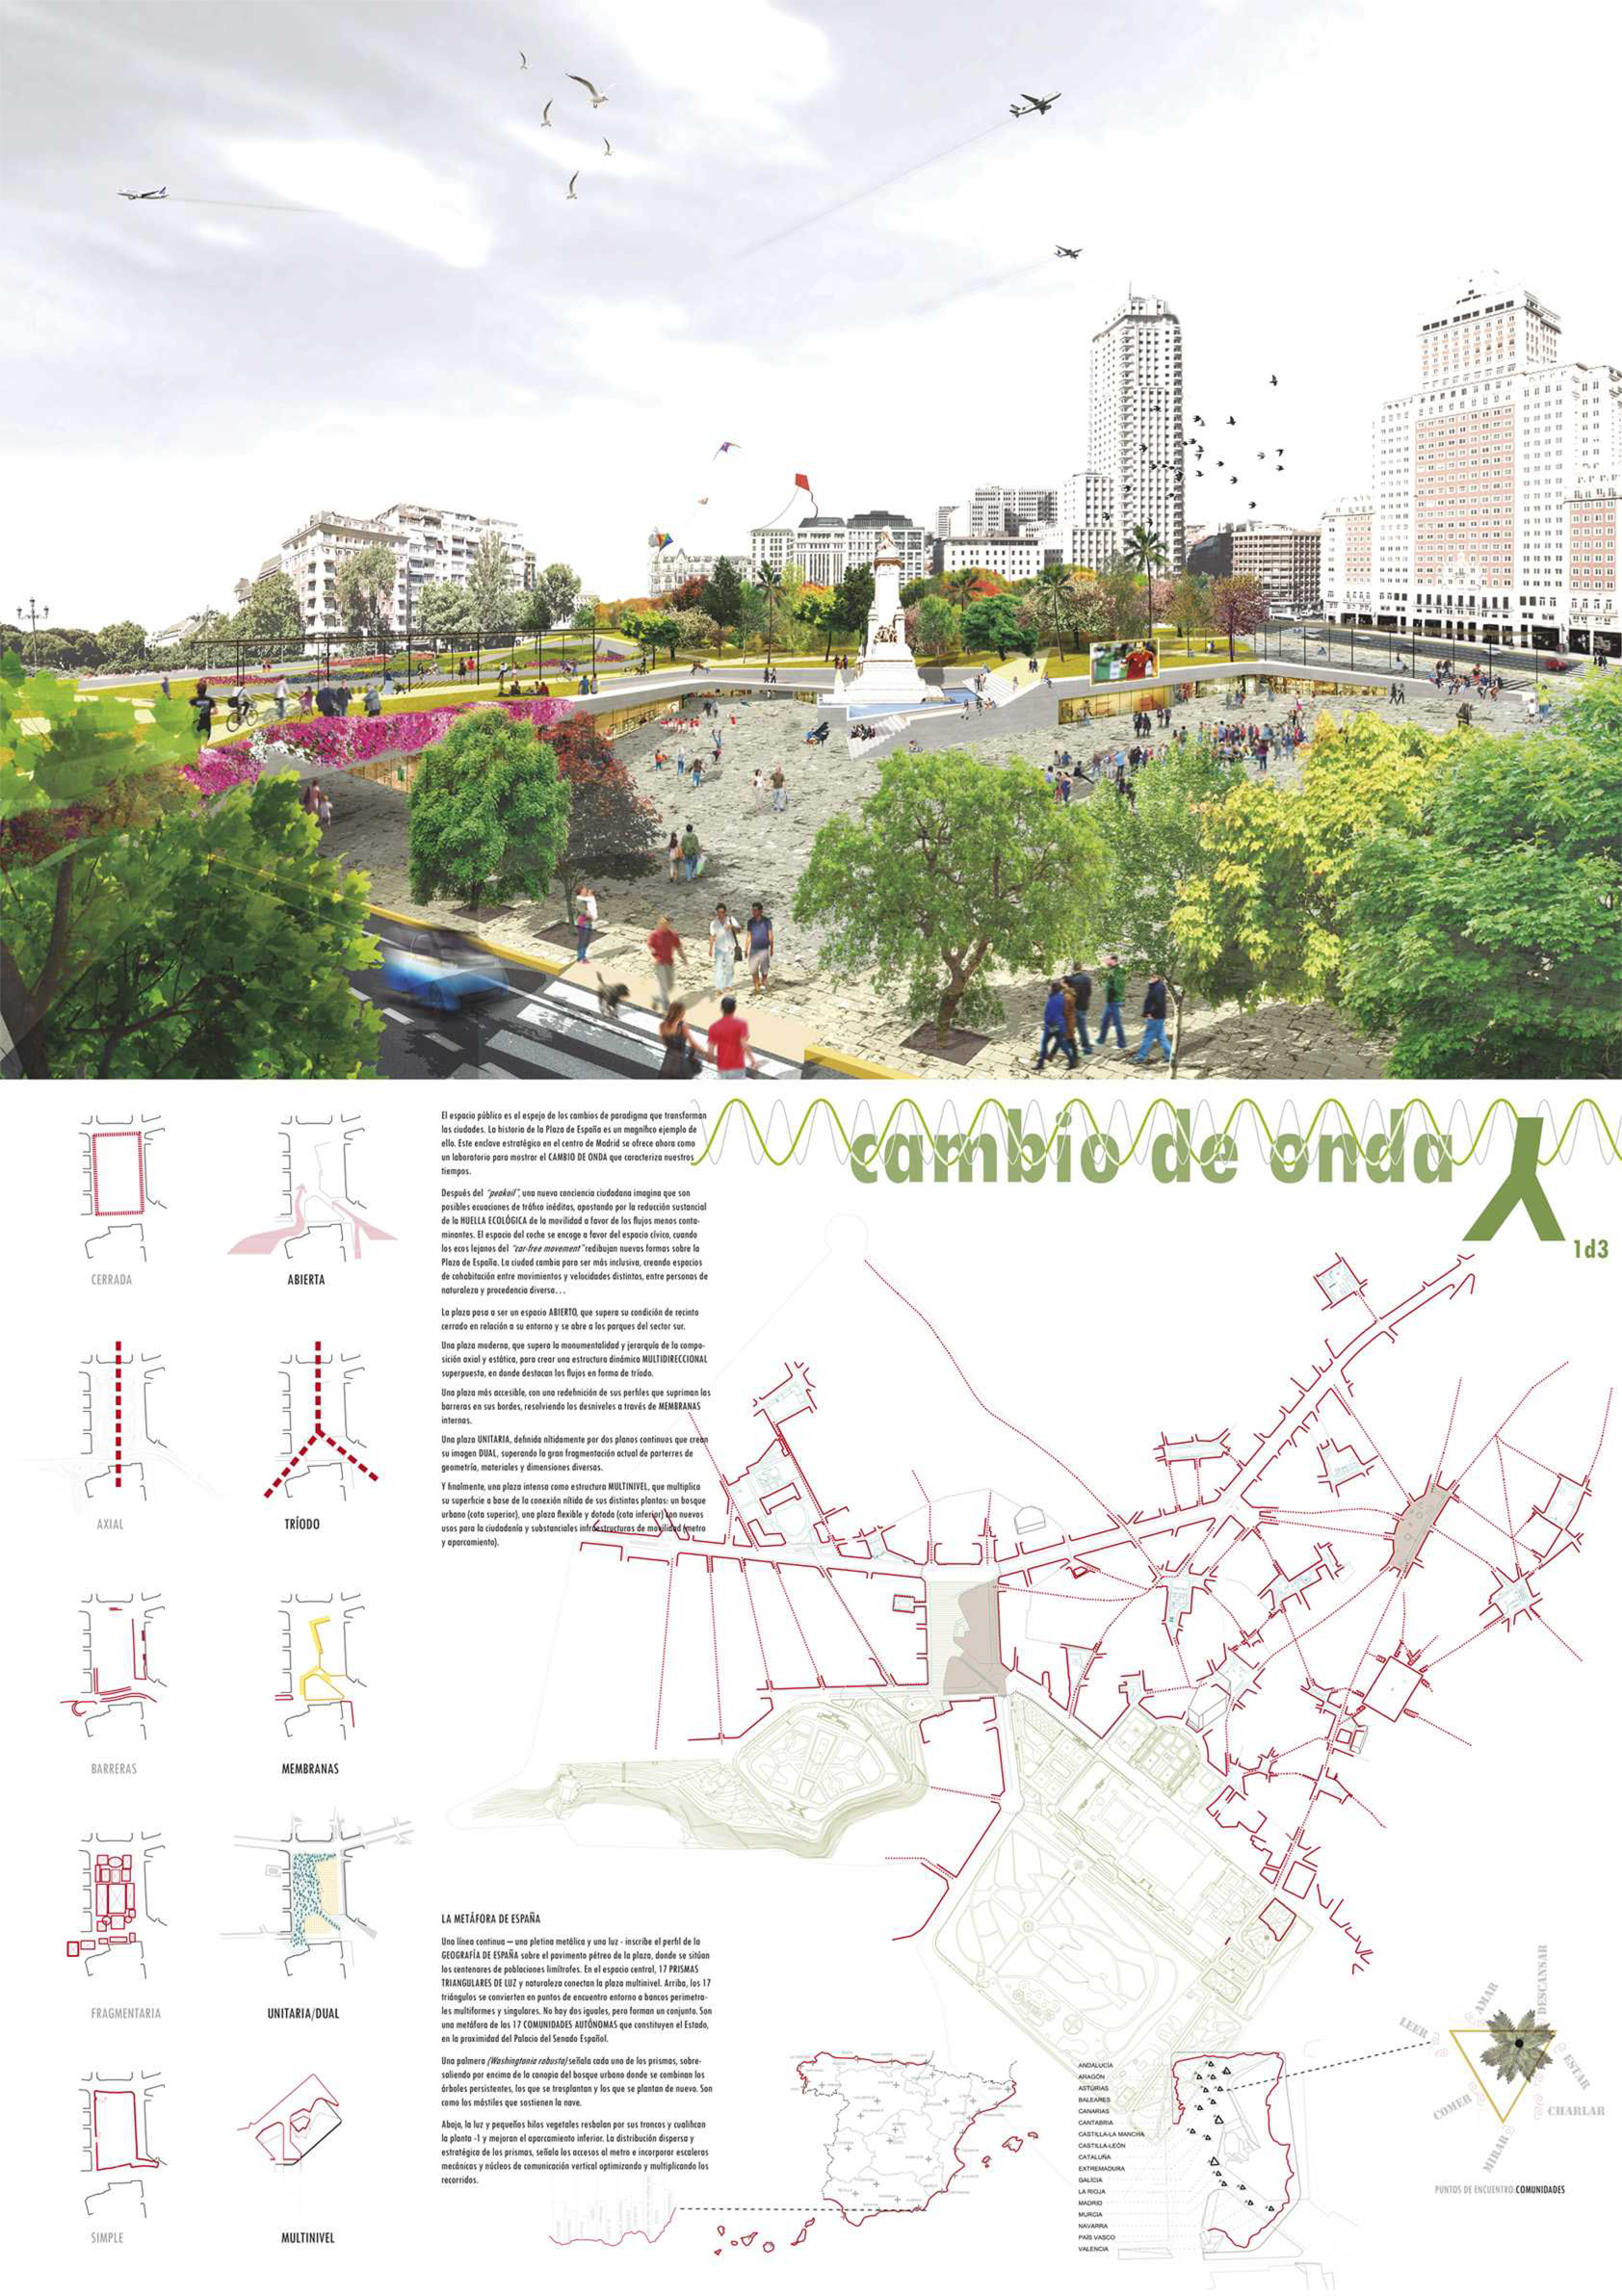 cambio de onda
1d3
El espacio público es el espejo de los cambios de paradigma que transforman
las ciudades. La historia de la Plaza de España es un magnífico ejemplo de
ello. Este enclave estratégico en el centro de Madrid se ofrece ahora como
un laboratorio para mostrar el CAMBIO DE ONDA que caracteriza nuestros
tiempos.
Después del "peakoil", una nueva conciencia ciudadana imagina que son
posibles ecuaciones de tráfico inéditas, apostando por la reducción sustancial
de la HUELLA ECOLÓGICA de la movilidad a favor de los flujos menos conta-
minantes. El espacio del coche se encoge a favor del espacio cívico, cuando
los ecos lejanos del "car-free movement" redibujan nuevas formas sobre la
Plaza de España. La ciudad cambia para ser más inclusiva, creando espacios
de cohabitación entre movimientos y velocidades distintos, entre personas de
naturaleza y procedencia diversa...
La plaza pasa a ser un espacio ABIERTO, que supera su condición de recinto
cerrado en relación a su entorno y se abre a los parques del sector sur.
Una plaza moderna, que supera la monumentalidad y jerarquía de la compo-
sición axial y estática, para crear una estructura dinámica MULTIDIRECCIONAL
superpuesta, en donde destacan los flujos en forma de tríodo.
Una plaza más accesible, con una redefinición de sus perfiles que supriman las
barreras en sus bordes, resolviendo los desniveles a través de MEMBRANAS
internas.
Una plaza UNITARIA, definida nítidamente por dos planos continuos que crean
su imagen DUAL, superando la gran fragmentación actual de parterres de
geometría, materiales y dimensiones diversas.
Y finalmente, una plaza intensa como estructura MULTINIVEL, que multiplica
su superficie a base de la conexión nítida de sus distintas plantas: un bosque
urbano (cota superior), una plaza flexible y dotada (cota inferior) con nuevos
usos para la ciudadanía y substanciales infraestructuras de movilidad (metro
y aparcamiento).
CERRADA
ABIERTA
AXIAL
TRÍODO
BARRERAS
MEMBRANAS
FRAGMENTARIA
UNITARIA/DUAL
SIMPLE
MULTINIVEL
LA METÁFORA DE ESPAÑA
Una línea continua – una pletina metálica y una luz - inscribe el perfil de la
GEOGRAFÍA DE ESPAÑA sobre el pavimento pétreo de la plaza, donde se sitúan
los centenares de poblaciones limítrofes. En el espacio central, 17 PRISMAS
TRIANGULARES DE LUZ y naturaleza conectan la plaza multinivel. Arriba, los 17
triángulos se convierten en puntos de encuentro entorno a bancos perimetra-
les multiformes y singulares. No hay dos iguales, pero forman un conjunto. Son
una metáfora de las 17 COMUNIDADES AUTÓNOMAS que constituyen el Estado,
en la proximidad del Palacio del Senado Español.
Una palmera (Washingtonia robusta) señala cada uno de los prismas, sobre-
saliendo por encima de la canopia del bosque urbano donde se combinan los
árboles persistentes, los que se trasplantan y los que se plantan de nuevo. Son
como los mástiles que sostienen la nave.
Abajo, la luz y pequeños hilos vegetales resbalan por sus troncos y cualifican
la planta -1 y mejoran el aparcamiento inferior. La distribución dispersa y
estratégica de los prismas, señala los accesos al metro e incorporar escaleras
mecánicas y núcleos de comunicación vertical optimizando y multiplicando los
recorridos.
ANDALUCÍA
ARAGÓN
ASTÚRIAS
BALEARES
CANARIAS
CANTABRIA
CASTILLA-LA MANCHA
CASTILLA-LEÓN
CATALUÑA
EXTREMADURA
GALÍCIA
LA RIOJA
MADRID
MURCIA
NAVARRA
PAÍS VASCO
VALENCIA
LEER
AMAR
DESCANSAR
ESTAR
CHARLAR
MIRAR
COMER
PUNTOS DE ENCUENTRO: COMUNIDADES